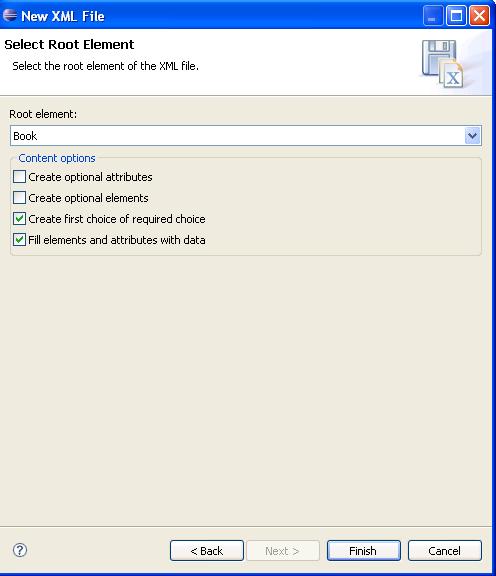 New XML File
Select Root Element
Select the root element of the XML file.
X
Root element:
Book
Content options
Create optional attributes
Create optional elements
Create first choice of required choice
Fill elements and attributes with data
?
< Back
Next >
Finish
Cancel